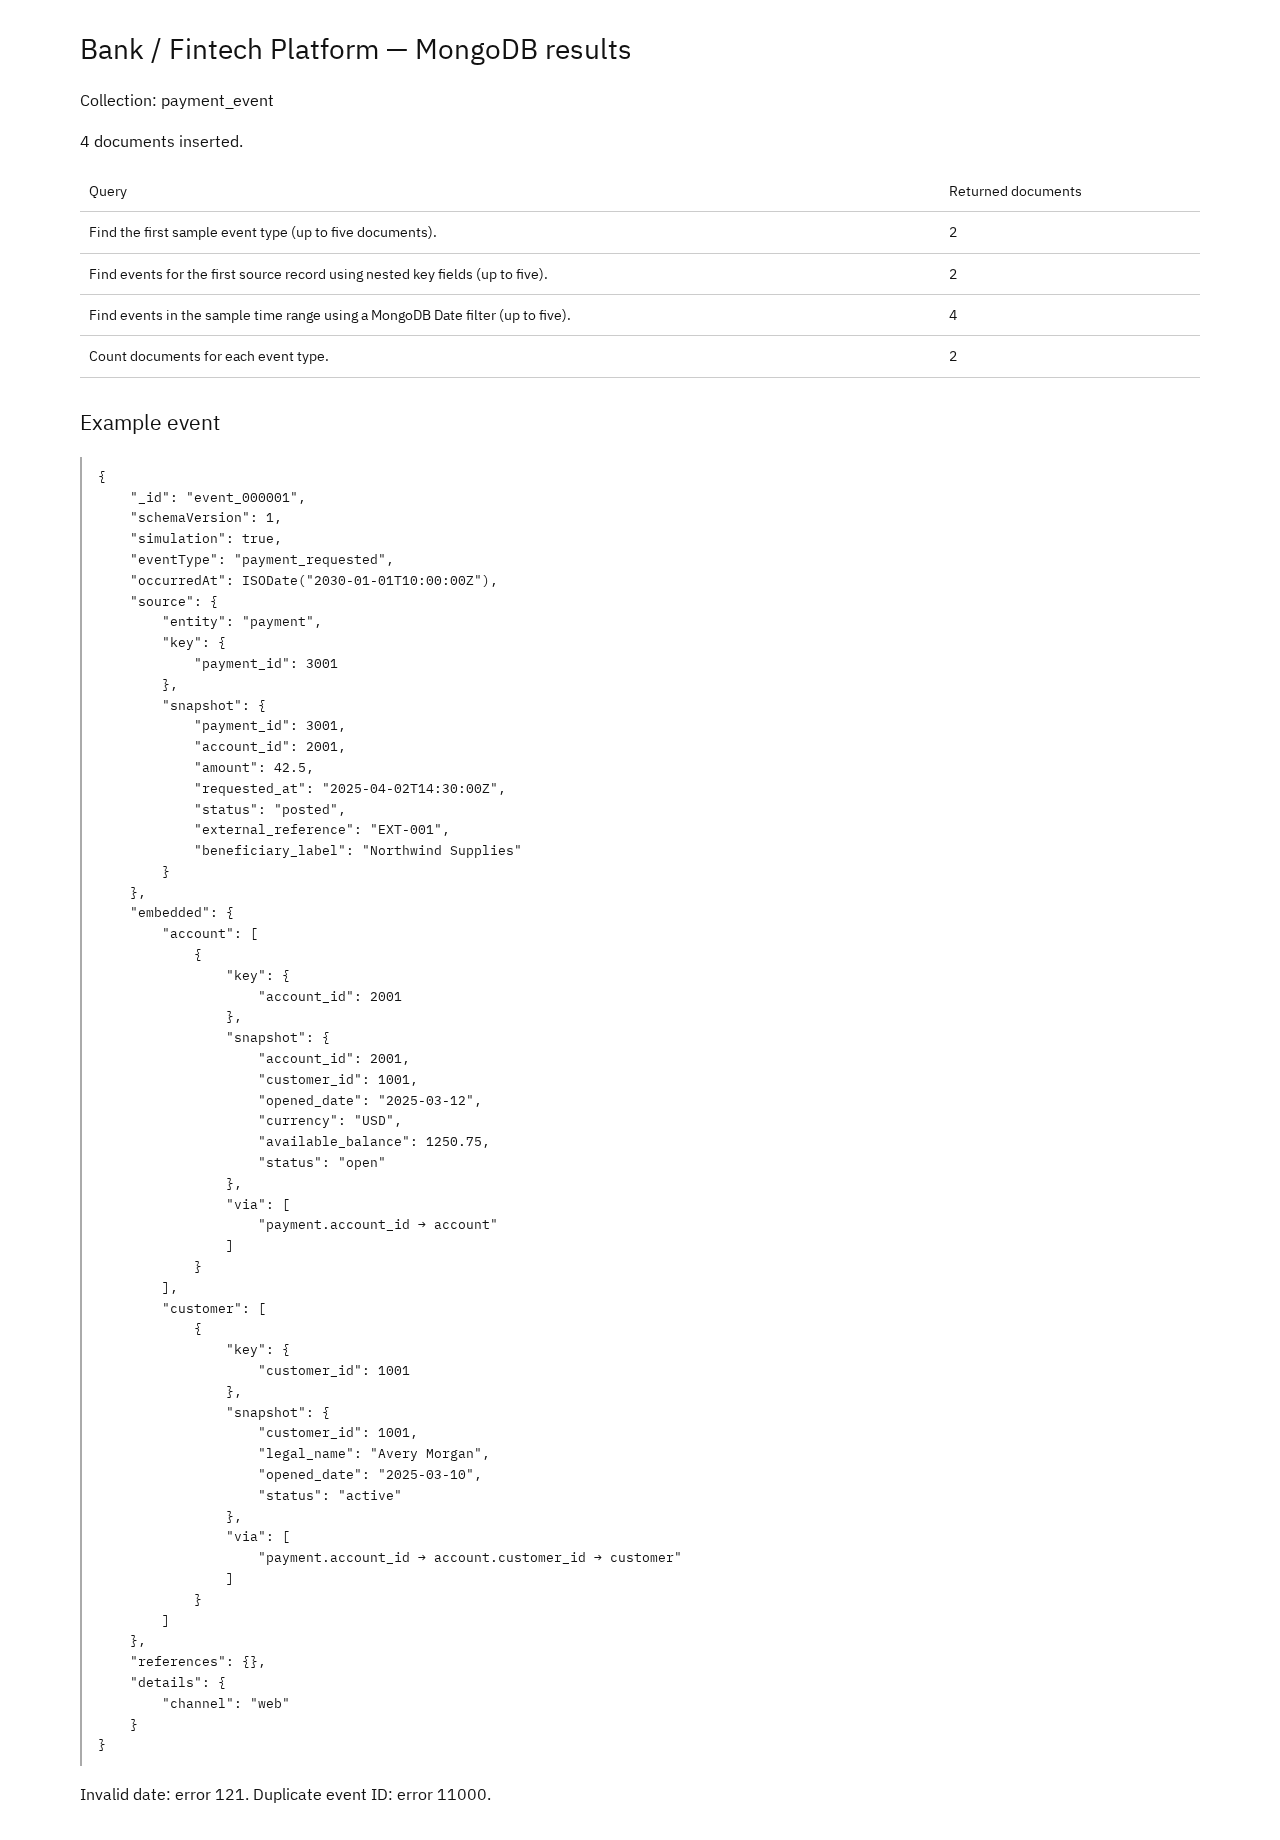 Bank / Fintech Platform — MongoDB results
Collection: payment_event
4 documents inserted.
Query Returned documents
Find the first sample event type (up to five documents). 2
Find events for the first source record using nested key fields (up to five). 2
Find events in the sample time range using a MongoDB Date filter (up to five). 4
Count documents for each event type. 2
Example event
{
    "_id": "event_000001",
    "schemaVersion": 1,
    "simulation": true,
    "eventType": "payment_requested",
    "occurredAt": ISODate("2030-01-01T10:00:00Z"),
    "source": {
        "entity": "payment",
        "key": {
            "payment_id": 3001
        },
        "snapshot": {
            "payment_id": 3001,
            "account_id": 2001,
            "amount": 42.5,
            "requested_at": "2025-04-02T14:30:00Z",
            "status": "posted",
            "external_reference": "EXT-001",
            "beneficiary_label": "Northwind Supplies"
        }
    },
    "embedded": {
        "account": [
            {
                "key": {
                    "account_id": 2001
                },
                "snapshot": {
                    "account_id": 2001,
                    "customer_id": 1001,
                    "opened_date": "2025-03-12",
                    "currency": "USD",
                    "available_balance": 1250.75,
                    "status": "open"
                },
                "via": [
                    "payment.account_id → account"
                ]
            }
        ],
        "customer": [
            {
                "key": {
                    "customer_id": 1001
                },
                "snapshot": {
                    "customer_id": 1001,
                    "legal_name": "Avery Morgan",
                    "opened_date": "2025-03-10",
                    "status": "active"
                },
                "via": [
                    "payment.account_id → account.customer_id → customer"
                ]
            }
        ]
    },
    "references": {},
    "details": {
        "channel": "web"
    }
}
Invalid date: error 121. Duplicate event ID: error 11000.